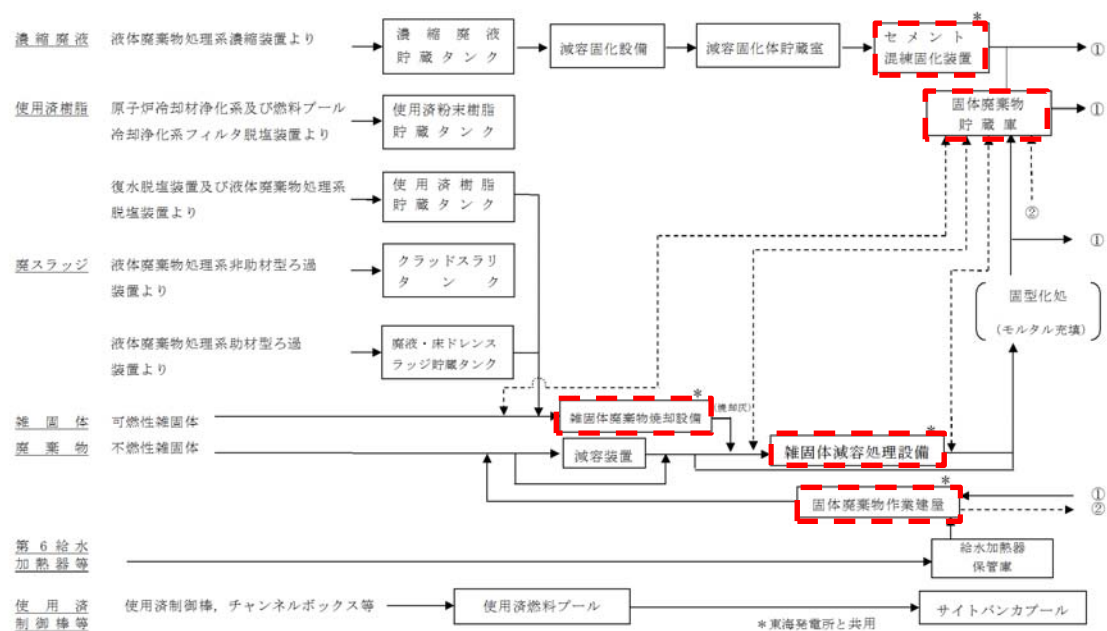 濃縮廃液 液体廃棄物処理系濃縮装置より
濃縮廃液
貯蔵タンク
減容固化設備
減容固化体貯蔵室
*
セメント
混練固化装置
①
使用済樹脂 原子炉冷却材浄化系及び燃料プール
冷却浄化系フィルタ脱塩装置より
使用済粉末樹脂
貯蔵タンク
固体廃棄物
貯蔵庫
①
復水脱塩装置及び液体廃棄物処理系
脱塩装置より
使用済樹脂
貯蔵タンク
②
①
廃スラッジ 液体廃棄物処理系非助材型ろ過
装置より
クラッドスラリ
タンク
固型化処
(モルタル充填)
液体廃棄物処理系助材型ろ過
装置より
廃液・床ドレンス
ラッジ貯蔵タンク
雑固体 可燃性雑固体
*
雑固体廃棄物焼却設備
(焼却灰)
廃棄物 不燃性雑固体
減容装置
*
雑固体減容処理設備
*
固体廃棄物作業建屋
①
②
第6給水
加熱器等
給水加熱器
保管庫
使用済
制御棒等
使用済制御棒，チャンネルボックス等
使用済燃料プール
サイトバンカプール
*東海発電所と共用